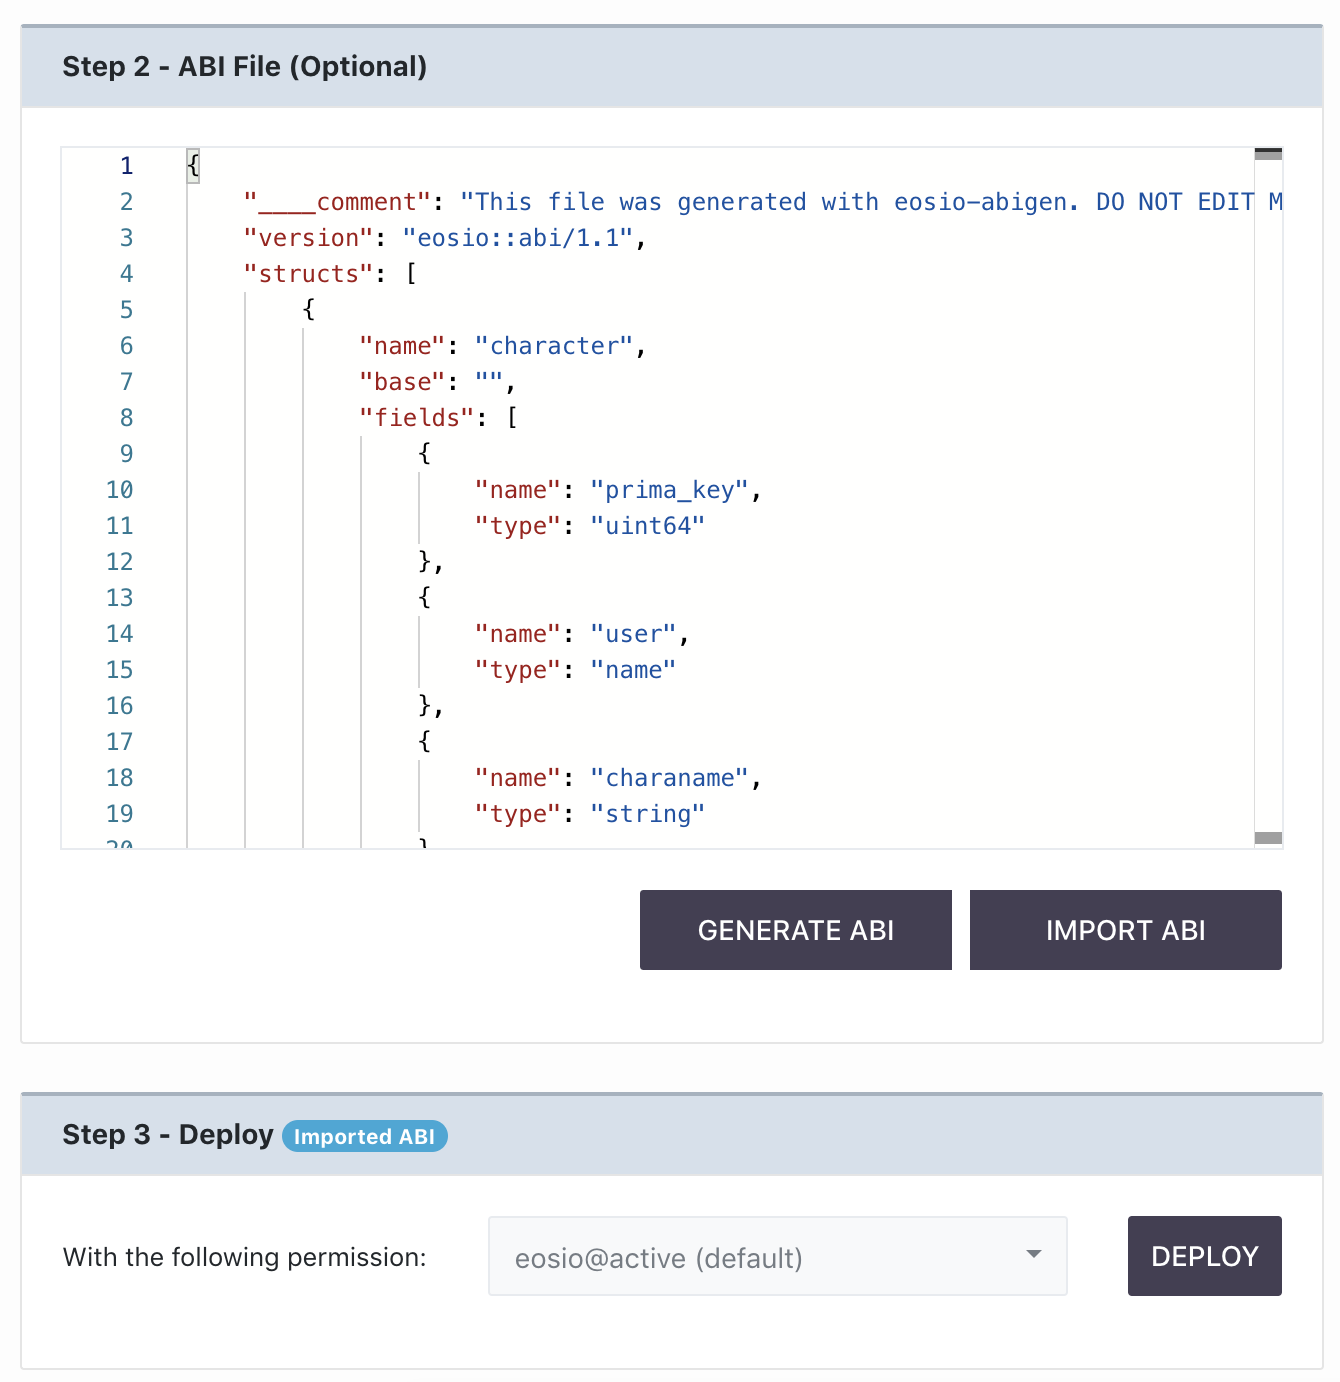 Step 2 - ABI File (Optional)
1 {
2 "____comment": "This file was generated with eosio-abigen. DO NOT EDIT M
3 "version": "eosio::abi/1.1",
4 "structs": [
5 {
6 "name": "character",
7 "base": "",
8 "fields": [
9 {
10 "name": "prima_key",
11 "type": "uint64"
12 },
13 {
14 "name": "user",
15 "type": "name"
16 },
17 {
18 "name": "charaname",
19 "type": "string"
20 }
GENERATE ABI
IMPORT ABI
Step 3 - Deploy Imported ABI
With the following permission:
eosio@active (default)
DEPLOY